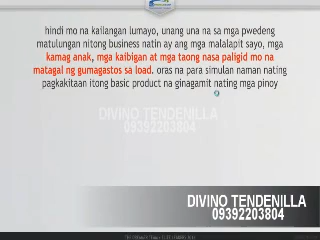 hindi mo na kailangan lumayo, unang una na sa mga pwedeng
matulungan nitong business natin ay ang mga malalapit sayo, mga
kamag anak, mga kaibigan at mga taong nasa paligid mo na
matagal ng gumagastos sa load. oras na para simulan naman nating
pagkakitaan itong basic product na ginagamit nating mga pinoy
DIVINO TENDENILLA
09392203804
DIVINO TENDENILLA
09392203804